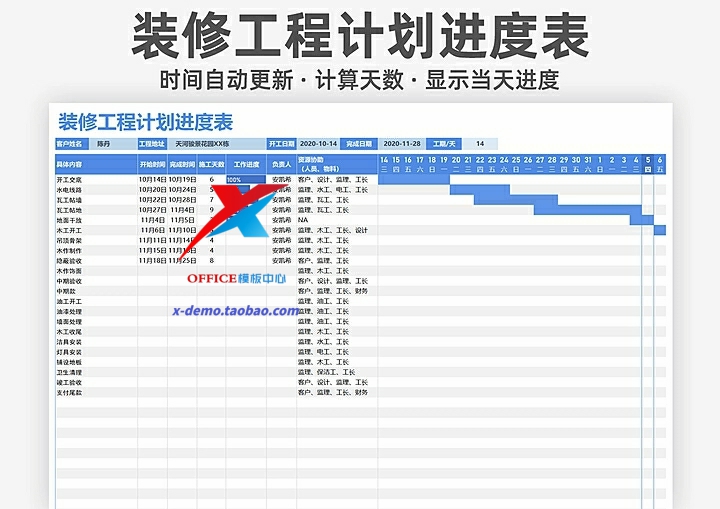 装修工程计划进度表
时间自动更新 · 计算天数 · 显示当天进度
装修工程计划进度表
客户姓名 陈丹 工程地址 天河骏景花园XX栋 开工日期 2020-10-14 完成日期 2020-11-28 工期/天 14
具体内容 开始时间 完成时间 施工天数 工作进度 负责人 资源协助 (人员、物料) 14 15 16 17 18 19 20 21 22 23 24 25 26 27 28 29 30 31 1 2 3 4 5 6
三 四 五 六 日 一 二 三 四 五 六 日 一 二 三 四 五 六 日 一 二 三 四 五
开工交底 10月14日 10月19日 6 100% 安凯希 客户、设计、监理、工长
水电线路 10月20日 10月24日 5 安凯希 监理、水工、电工、工长
瓦工帖墙 10月22日 10月28日 7 安凯希 监理、瓦工、工长
瓦工帖地 10月27日 11月4日 9 安凯希 监理、瓦工、工长
地面干放 11月4日 11月5日 安凯希 NA
木工开工 11月6日 11月10日 安凯希 监理、木工、工长、设计
吊顶骨架 11月11日 4 安凯希 监理、木工、工长
木作制作 11月15日 4 安凯希 监理、木工、工长
隐蔽验收 11月18日 11月25日 8 安凯希 监理、木工、工长
木作饰面 监理、木工、工长
中期验收 客户、设计、监理、工长
中期款 客户、监理、工长、财务
油工开工 监理、油工、工长
油漆处理 监理、油工、工长
墙面处理 监理、油工、工长
木工收尾 监理、木工、工长
洁具安装 监理、水工、工长
灯具安装 监理、电工、工长
铺设地板 监理、木工、工长
卫生清理 监理、保洁工、工长
竣工验收 客户、设计、监理、工长
支付尾款 客户、监理、工长、财务
OFFICE模板中心
x-demo.taobao.com